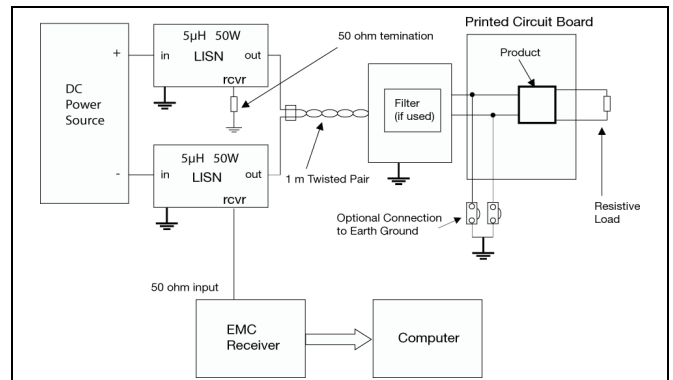 Printed Circuit Board
5µH 50W
LISN
in
out
rcvr
+
DC
Power
Source
-
50 ohm temination
Product
Filter
(if used)
5µH 50W
LISN
in
out
rcvr
1 m Twisted Pair
Optional Connection
to Earth Ground
Resistive
Load
50 ohm input
EMC
Receiver
Computer